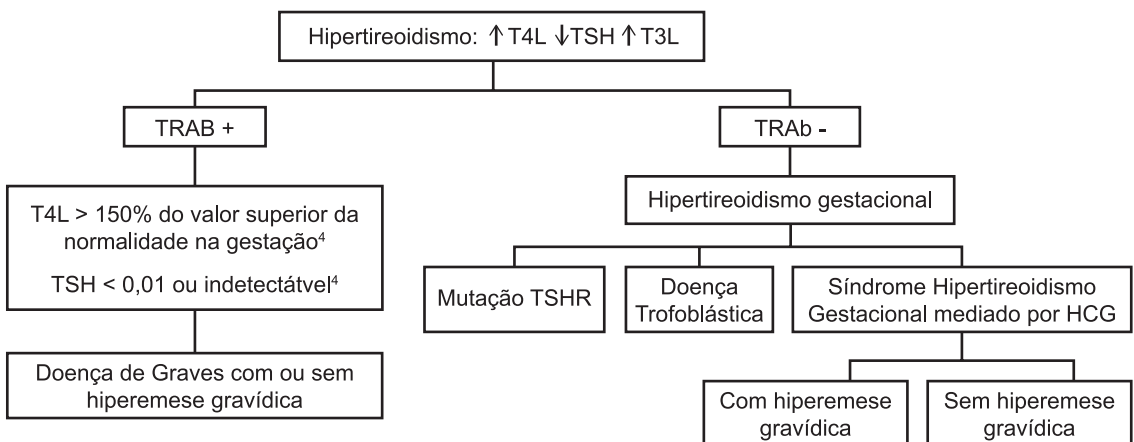 Hipertireoidismo: ↑ T4L ↓TSH ↑ T3L
TRAB +
TRAb -
T4L > 150% do valor superior da
normalidade na gestação⁴
TSH < 0,01 ou indetectátvel⁴
Doença de Graves com ou sem
hiperemese gravídica
Hipertireoidismo gestacional
Mutação TSHR
Doença
Trofoblástica
Síndrome Hipertireoidismo
Gestacional mediado por HCG
Com hiperemese
gravídica
Sem hiperemese
gravídica